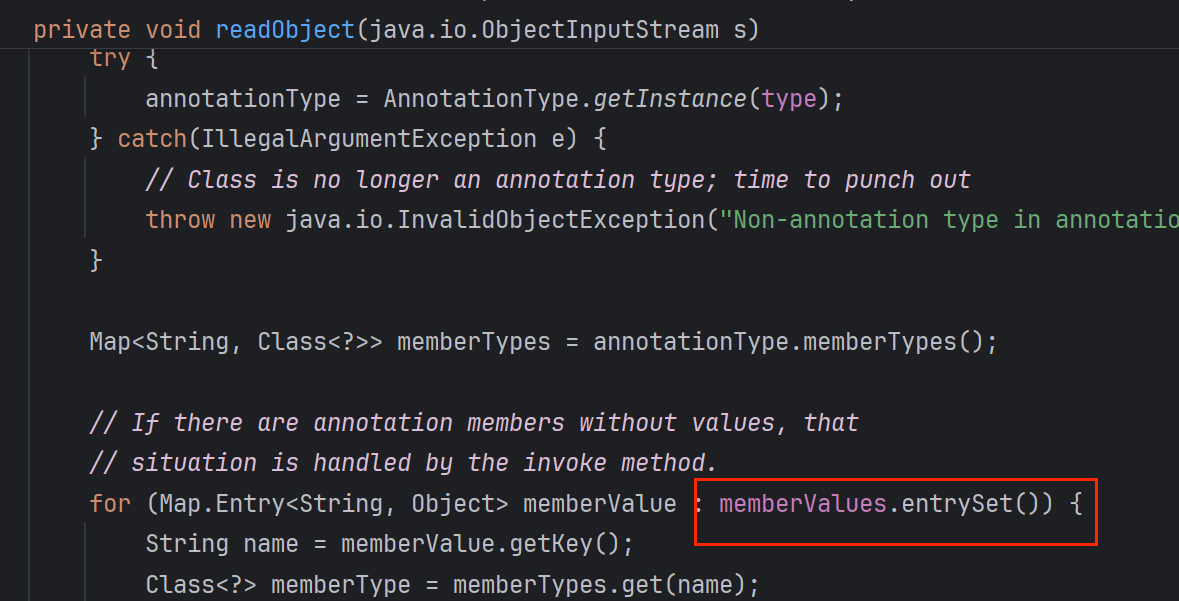 private void readObject(java.io.ObjectInputStream s)
try {
annotationType = AnnotationType.getInstance(type);
} catch(IllegalArgumentException e) {
// Class is no longer an annotation type; time to punch out
throw new java.io.InvalidObjectException("Non-annotation type in annotatio
}
Map<String, Class<?>> memberTypes = annotationType.memberTypes();
// If there are annotation members without values, that
// situation is handled by the invoke method.
for (Map.Entry<String, Object> memberValue : memberValues.entrySet()) {
String name = memberValue.getKey();
Class<?> memberType = memberTypes.get(name);